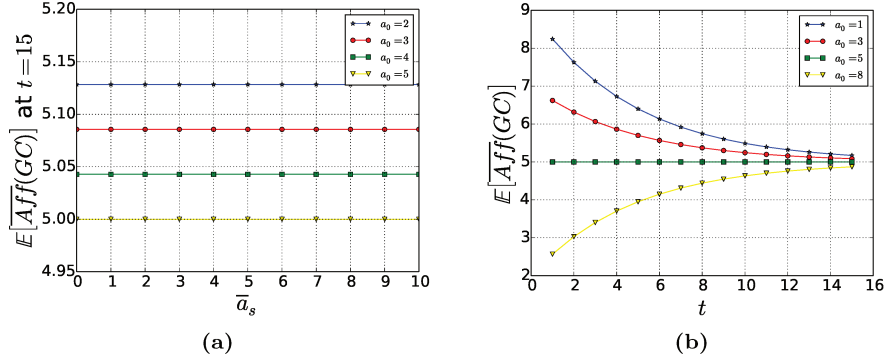 5.20
5.15
5.10
5.05
5.00
4.95
𝔼[A̅f̅f̅(GC)] at t=15
0 1 2 3 4 5 6 7 8 9 10
a̅ₛ
a₀=2
a₀=3
a₀=4
a₀=5
(a)
9
8
7
6
5
4
3
2
𝔼[A̅f̅f̅(GC)]
0 2 4 6 8 10 12 14 16
t
a₀=1
a₀=3
a₀=5
a₀=8
(b)